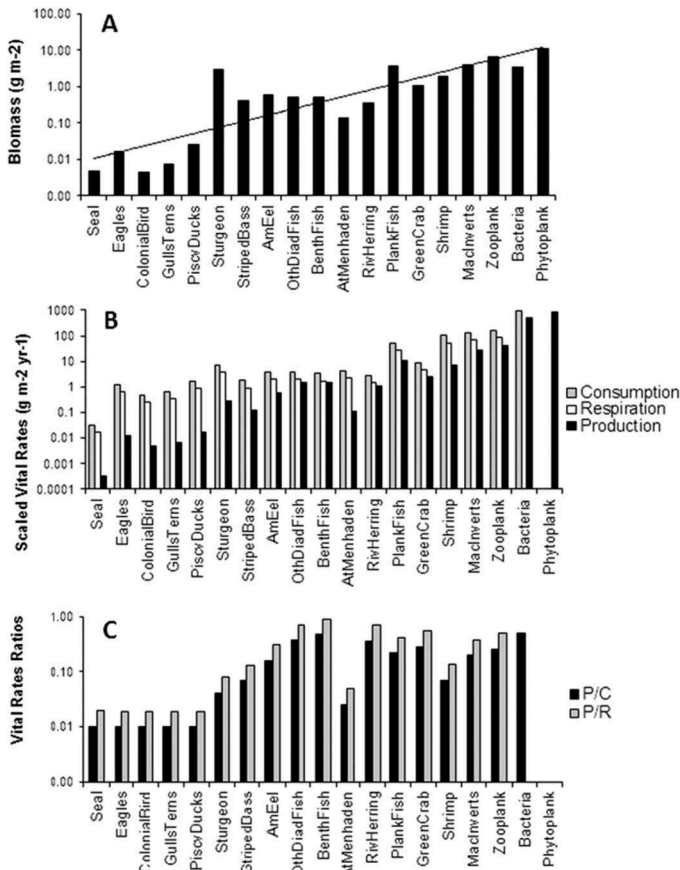 A
Biomass (g m-2)
100.00
10.00
1.00
0.10
0.01
0.00
Seal
Eagles
ColonialBird
GullsTerns
PiscvDucks
Sturgeon
StripedBass
AmEel
OthDiadFish
BenthFish
AtMenhaden
RivHerring
PlankFish
GreenCrab
Shrimp
MacInverts
Zooplank
Bacteria
Phytoplank
B
Scaled Vital Rates (g m-2 yr-1)
1000
100
10
1
0.1
0.01
0.001
0.0001
Consumption
Respiration
Production
Seal
Eagles
ColonialBird
GullsTerns
PiscvDucks
Sturgeon
StripedBass
AmEel
OthDiadFish
BenthFish
AtMenhaden
RivHerring
PlankFish
GreenCrab
Shrimp
MacInverts
Zooplank
Bacteria
Phytoplank
C
Vital Rates Ratios
1.00
0.10
0.01
0.00
P/C
P/R
Seal
Eagles
ColonialBird
GullsTerns
PiscvDucks
Sturgeon
StripedDass
AmEel
OthDiadFish
BenthFish
AtMenhaden
RivHerring
PlankFish
GreenCrab
Shrimp
MacInverts
Zooplank
Bacteria
Phytoplank